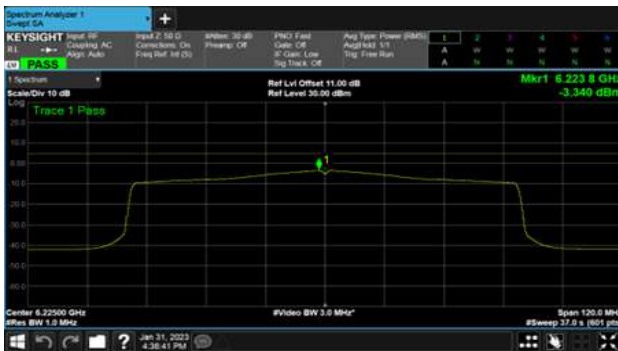 Spectrum Analyzer 1
Swept SA
+
KEYSIGHT
Input: RF
Coupling: AC
Align: Auto
Input Z: 50 Ω
Corrections: On
Freq Ref: Int (S)
#Atten: 30 dB
Preamp: Off
PNO: Fast
Gate: Off
IF Gain: Low
Sig Track: Off
Avg Type: Power (RMS)
Avg|Hold: 1/1
Trig: Free Run
1 2 3 4 5 6
A W W W W W
A N N N N N
RL
PASS
1 Spectrum
Scale/Div 10 dB
Ref Lvl Offset 11.00 dB
Ref Level 30.00 dBm
Mkr1 6.223 8 GHz
-3.340 dBm
Log
Trace 1 Pass
20.0
10.0
0.00
-10.0
-20.0
-30.0
-40.0
-50.0
-60.0
1
Center 6.22500 GHz
#Res BW 1.0 MHz
#Video BW 3.0 MHz*
Span 120.0 MHz
#Sweep 37.0 s (601 pts)
?
Jan 31, 2023
4:38:41 PM